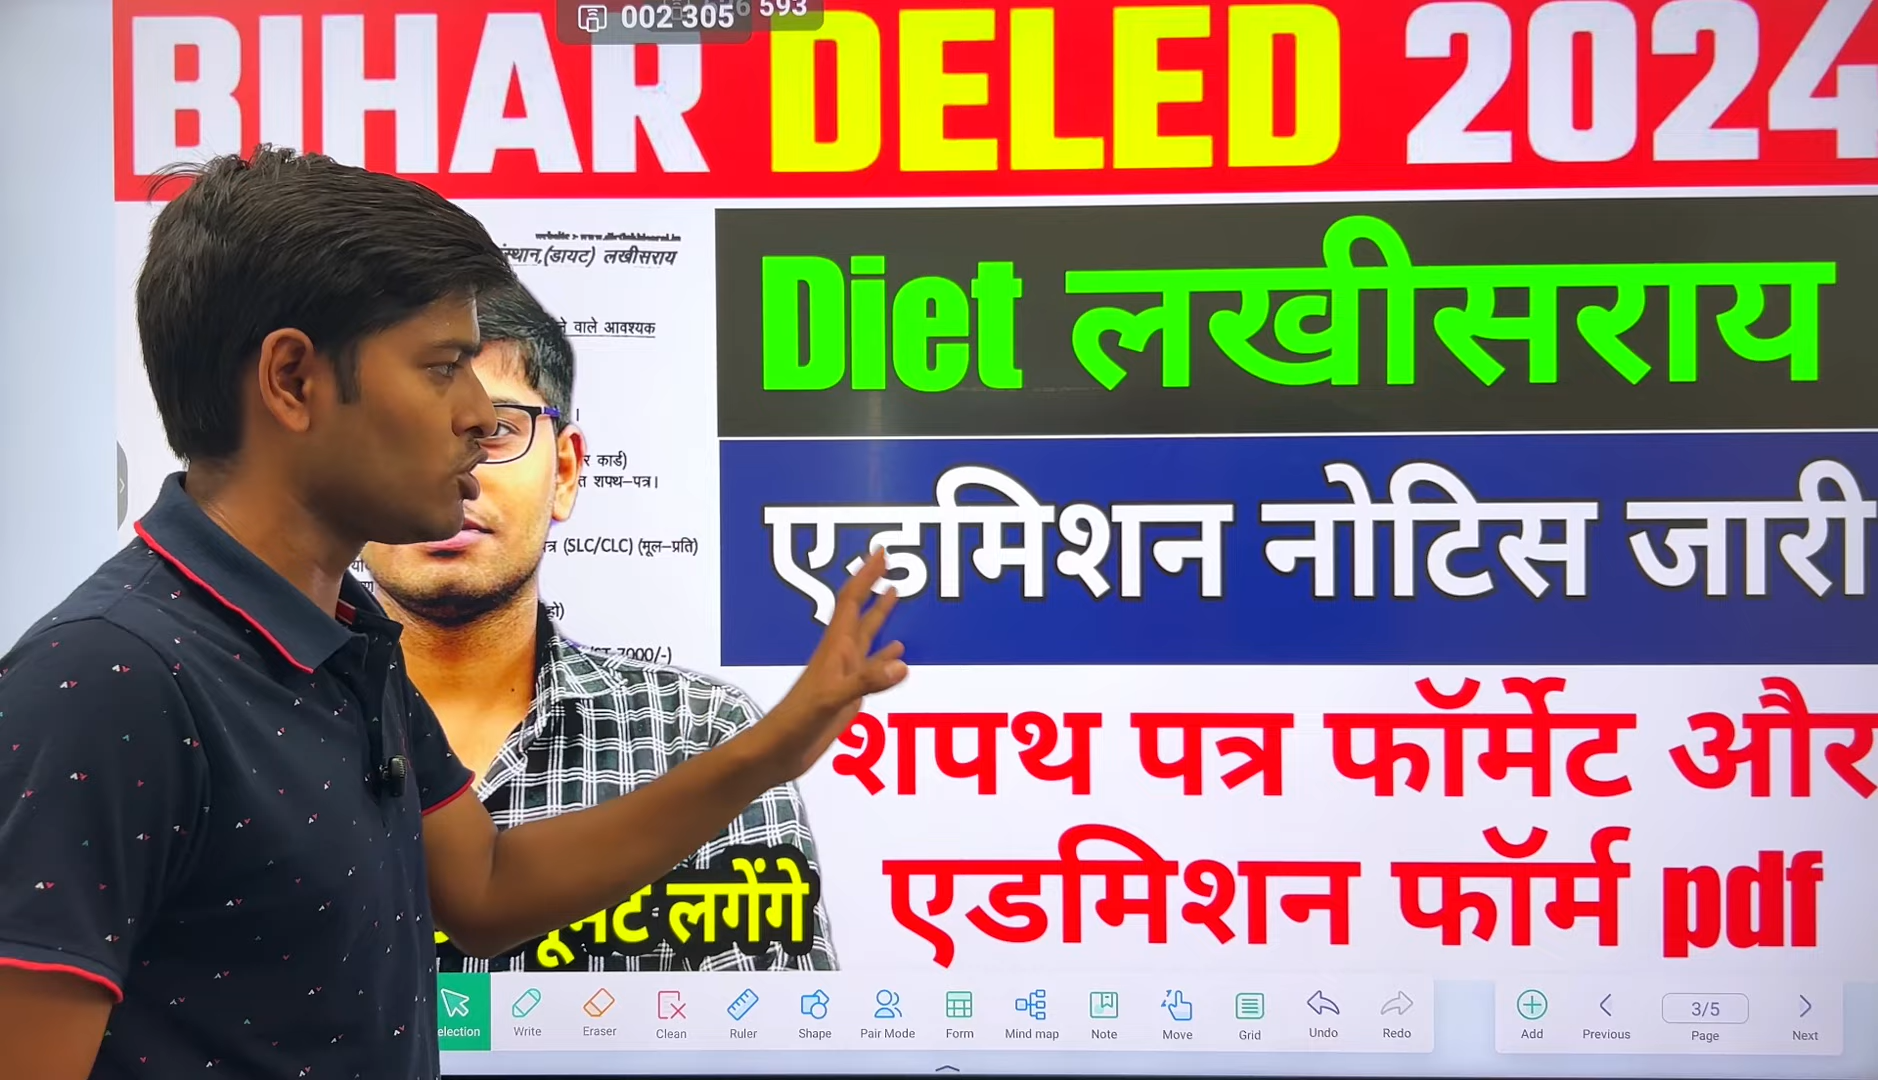 002 305
593
BIHAR DELED 2024
संस्थान,(डायट) लखीसराय
वाले आवश्यक
Diet लखीसराय
र कार्ड)
शपथ–पत्र।
एडमिशन नोटिस जारी
(SLC/CLC) (मूल–प्रति)
हो)
7000/-)
शपथ पत्र फॉर्मेट और
लगेंगे
एडमिशन फॉर्म pdf
election
Write
Eraser
Clean
Ruler
Shape
Pair Mode
Form
Mind map
Note
Move
Grid
Undo
Redo
Add
Previous
3/5
Page
Next